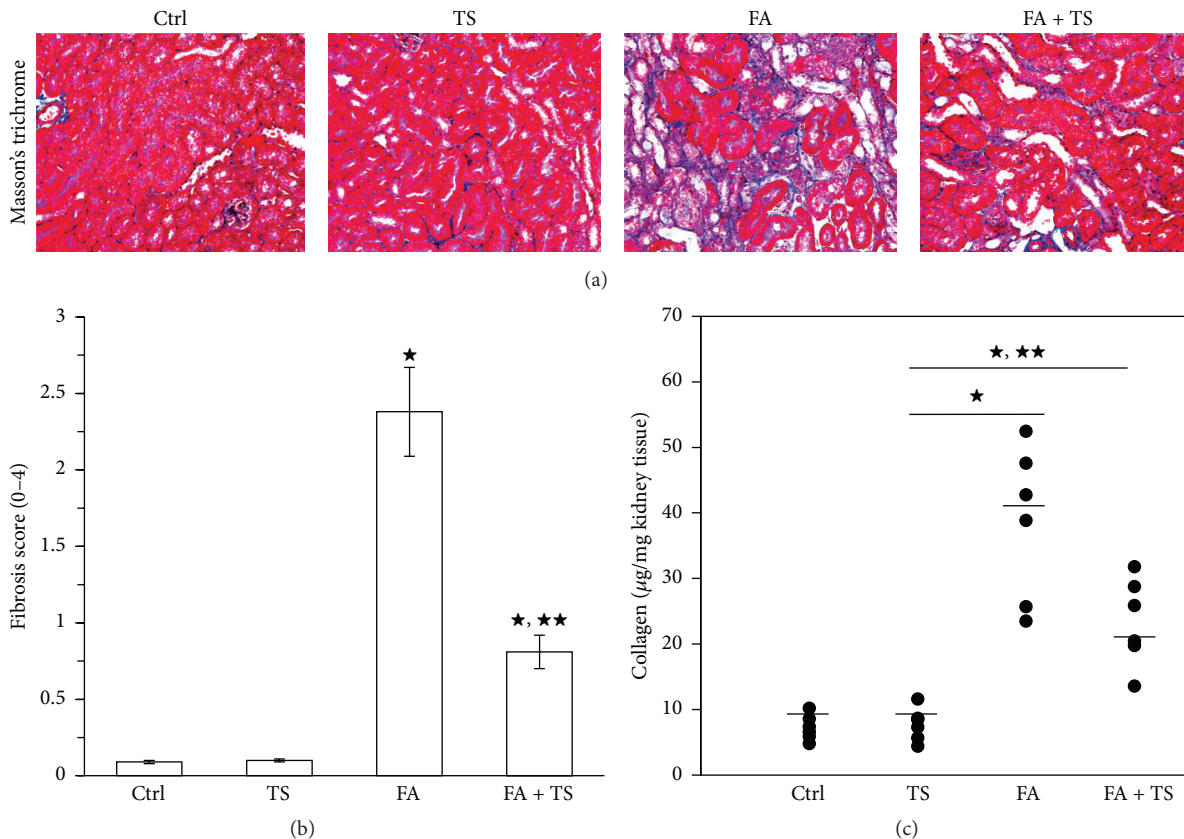 Ctrl TS FA FA + TS
Masson's trichrome
(a)
Fibrosis score (0–4)
3
2.5
2
1.5
1
0.5
0
★
★, ★★
Ctrl TS FA FA + TS
(b)
Collagen (μg/mg kidney tissue)
70
60
50
40
30
20
10
0
★, ★★
★
Ctrl TS FA FA + TS
(c)